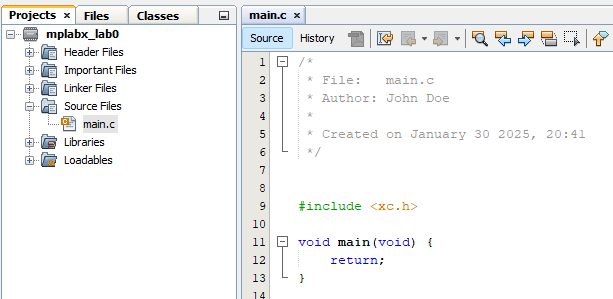 Projects × Files Classes
mplabx_lab0
Header Files
Important Files
Linker Files
Source Files
main.c
Libraries
Loadables
main.c ×
Source History
1 /*
2 * File:   main.c
3 * Author: John Doe
4 *
5 * Created on January 30 2025, 20:41
6 */
7
8
9 #include <xc.h>
10
11 void main(void) {
12     return;
13 }
14